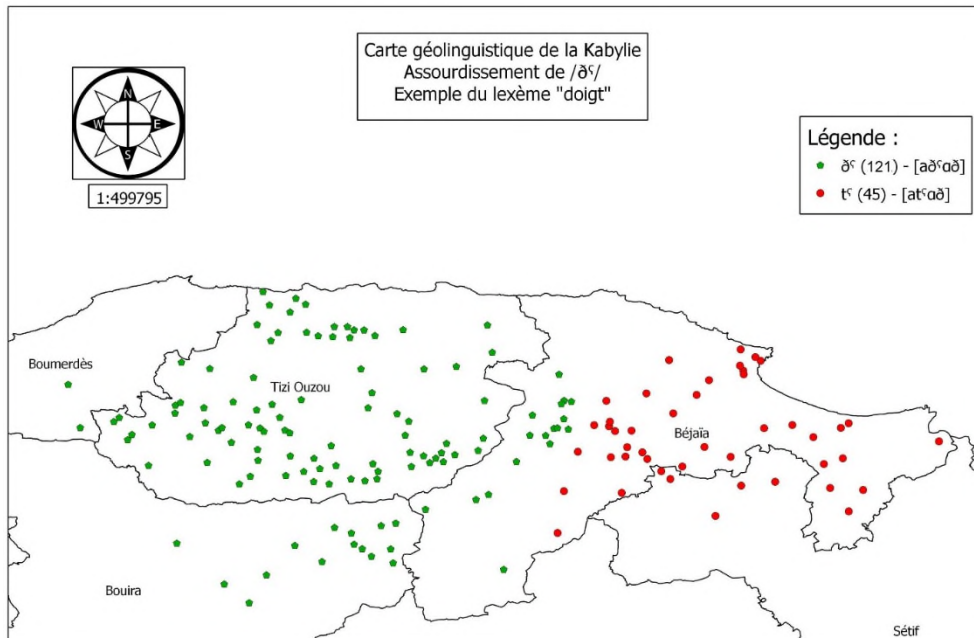 Carte géolinguistique de la Kabylie
Assourdissement de /ðˤ/
Exemple du lexème "doigt"
N
W E
S
1:499795
Légende :
ðˤ (121) - [aðˤɑð]
tˤ (45) - [atˤɑð]
Boumerdès
Tizi Ouzou
Béjaïa
Bouira
Sétif